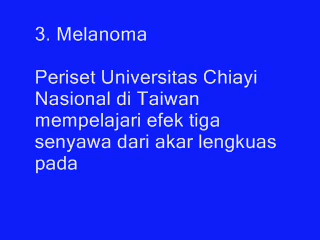 3. Melanoma
Periset Universitas Chiayi
Nasional di Taiwan
mempelajari efek tiga
senyawa dari akar lengkuas
pada